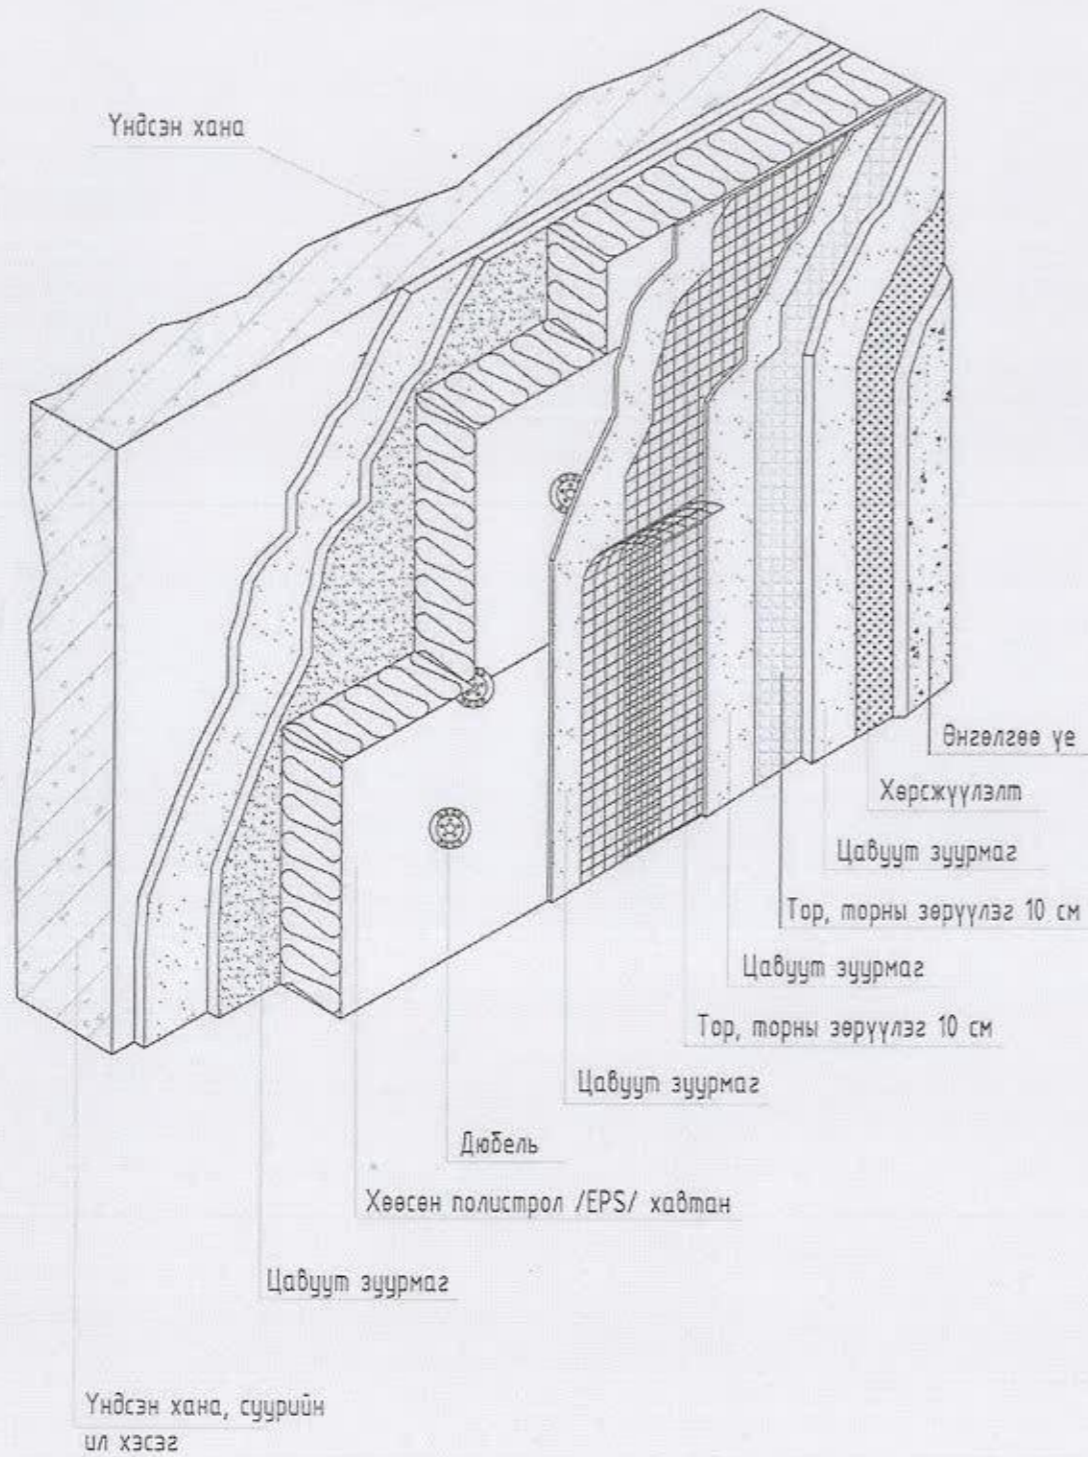 Үндсэн хана
Өнгөлгөө үе
Хөрсжүүлэлт
Цавуут зуурмаг
Тор, торны зөрүүлэг 10 см
Цавуут зуурмаг
Тор, торны зөрүүлэг 10 см
Цавуут зуурмаг
Дюбель
Хөөсөн полистрол /EPS/ хавтан
Цавуут зуурмаг
Үндсэн хана, суурийн
ил хэсэг